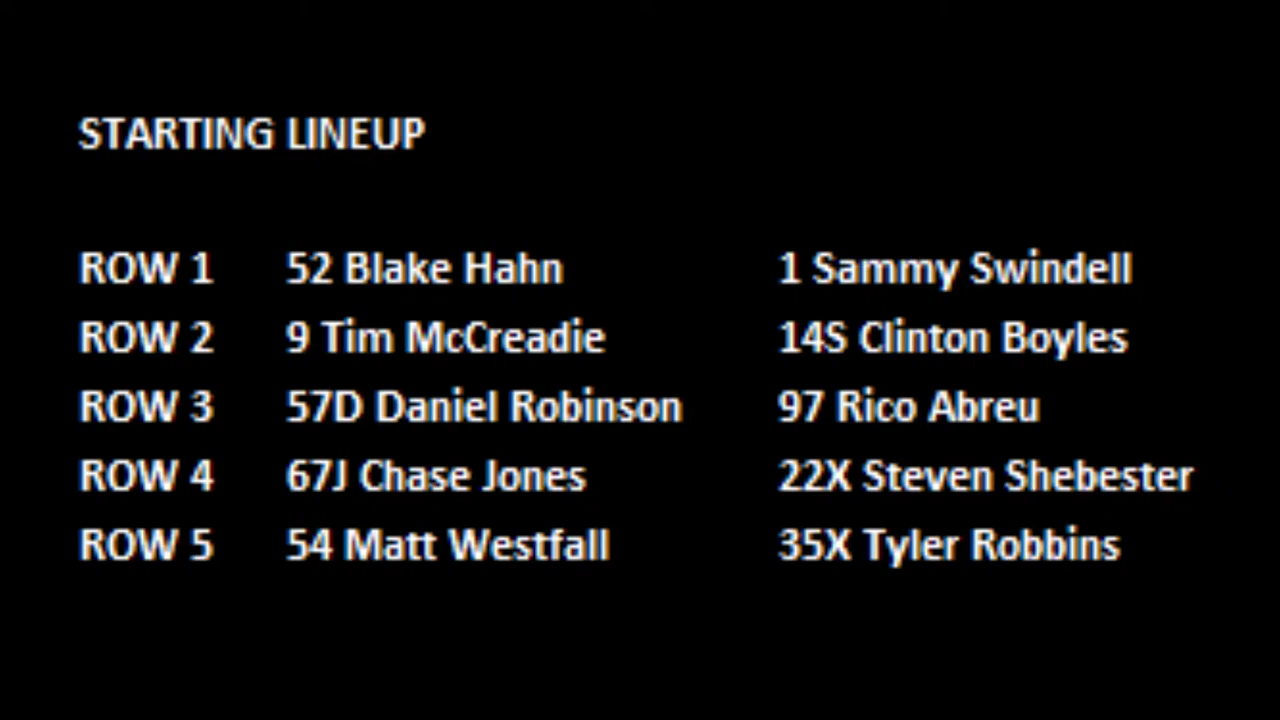 STARTING LINEUP
ROW 1 52 Blake Hahn 1 Sammy Swindell
ROW 2 9 Tim McCreadie 14S Clinton Boyles
ROW 3 57D Daniel Robinson 97 Rico Abreu
ROW 4 67J Chase Jones 22X Steven Shebester
ROW 5 54 Matt Westfall 35X Tyler Robbins